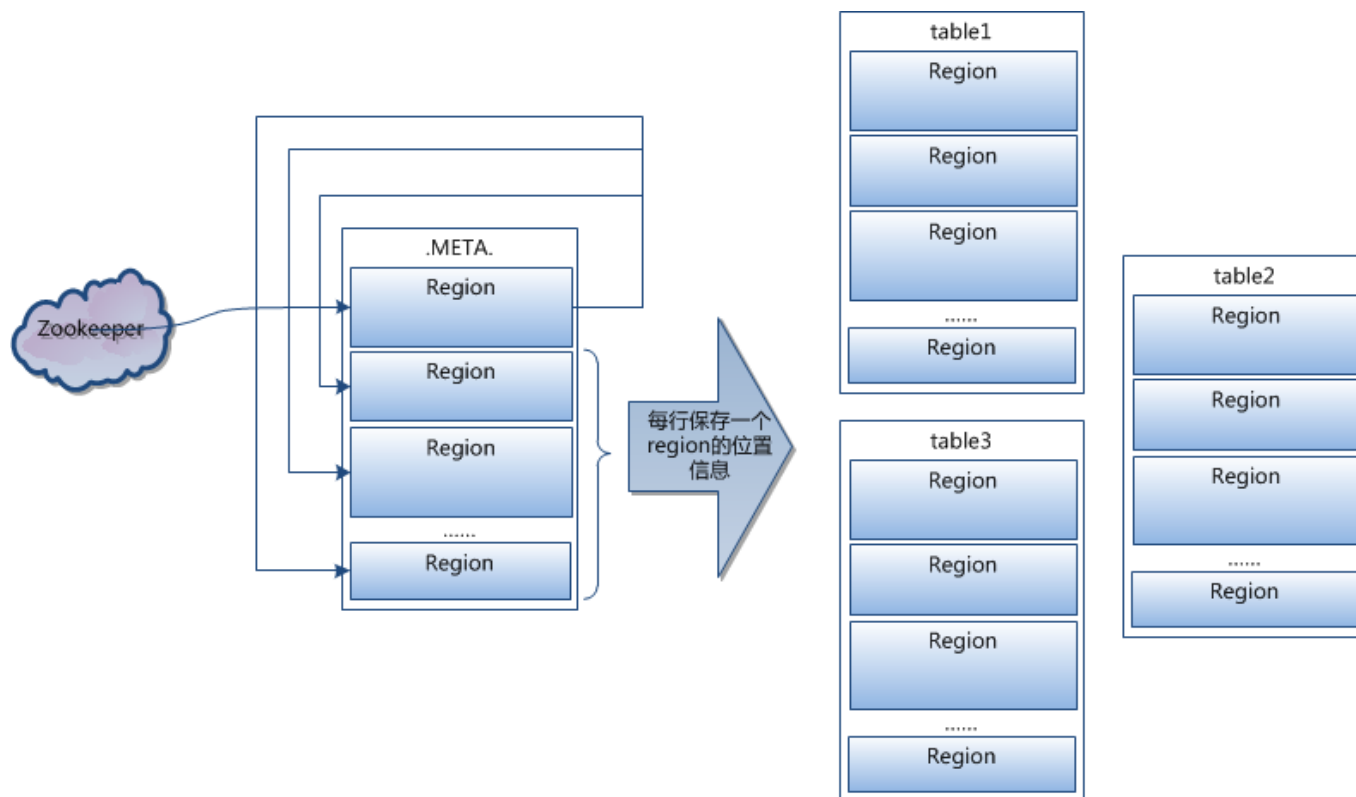 Zookeeper
.META.
Region
Region
Region
......
Region
每行保存一个
region的位置
信息
table1
Region
Region
Region
......
Region
table2
Region
Region
Region
......
Region
table3
Region
Region
Region
......
Region